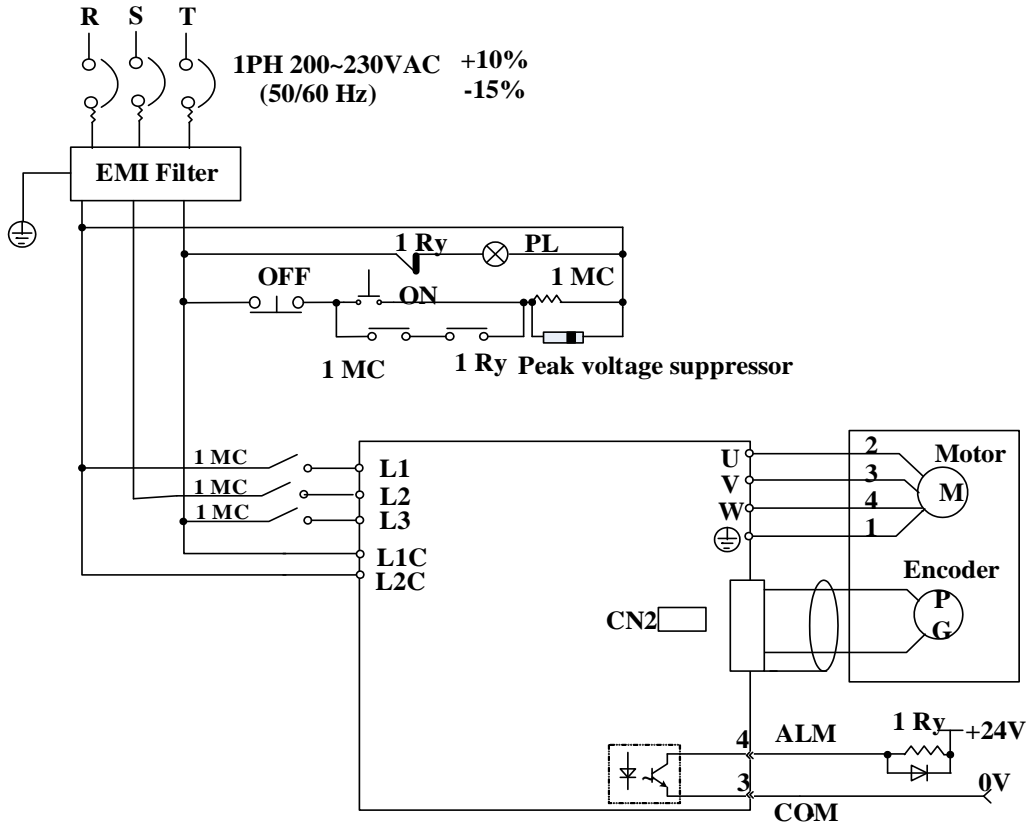 R S T
1PH 200~230VAC +10%
(50/60 Hz) -15%
EMI Filter
1 Ry PL
1 MC
OFF
ON
1 MC 1 Ry Peak voltage suppressor
1 MC L1
1 MC L2
1 MC L3
L1C
L2C
U 2 Motor
V 3
W 4 M
1
Encoder
CN2
P
G
4 ALM 1 Ry +24V
3 0V
COM